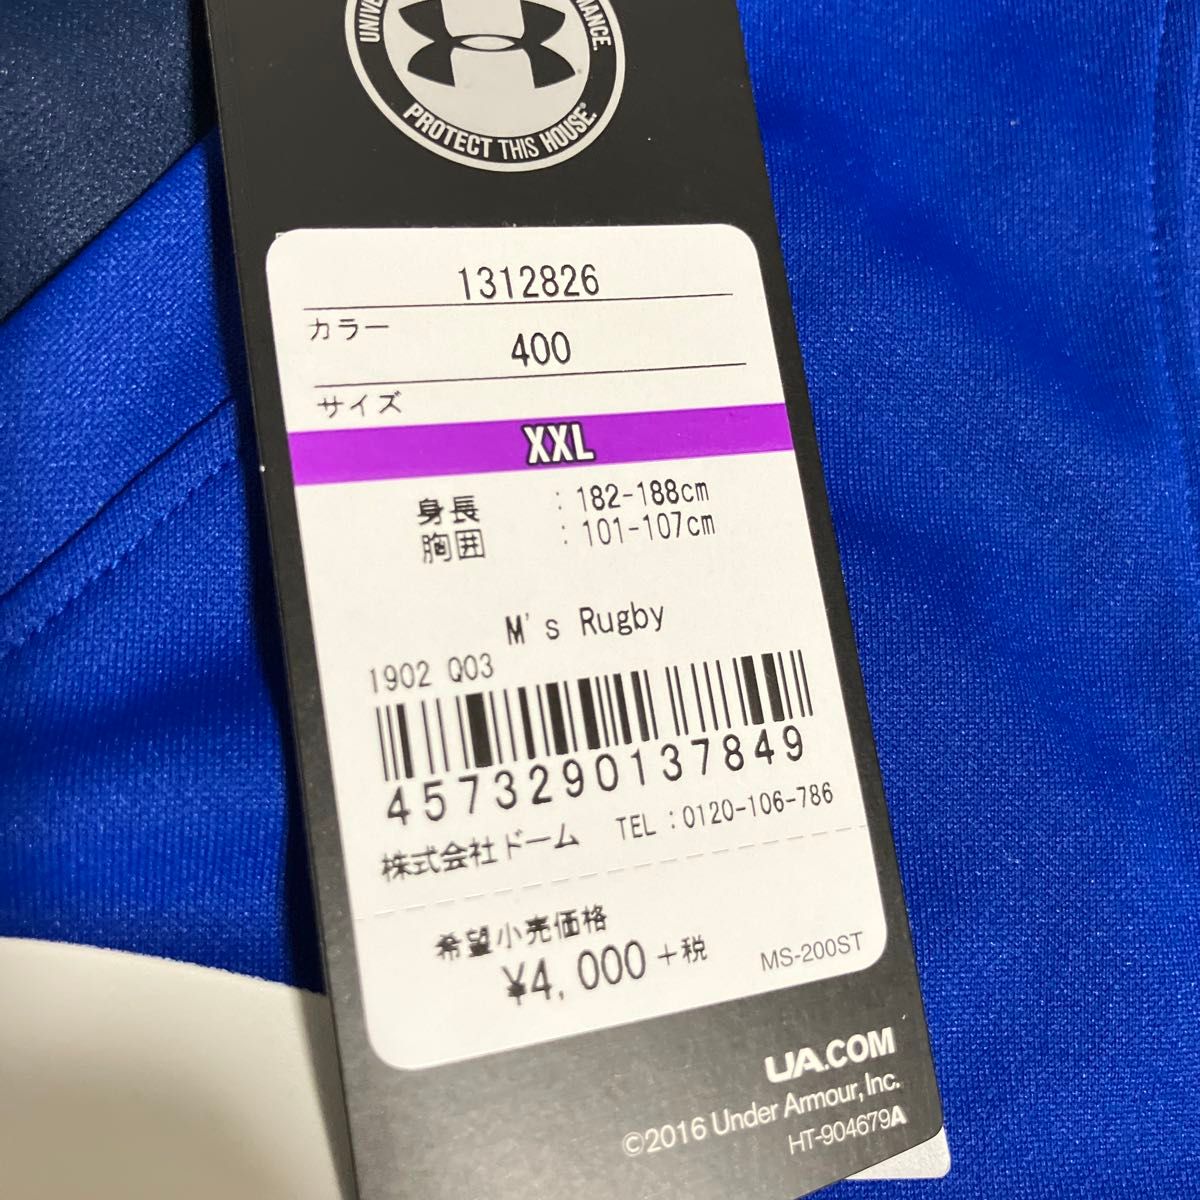 PROTECT THIS HOUSE®
1312826
カラー
400
サイズ
XXL
身長 : 182-188cm
胸囲 : 101-107cm
M's Rugby
1902 Q03
4573290137849
株式会社ドーム TEL:0120-106-786
希望小売価格
¥4,000+税
MS-200ST
UA.COM
©2016 Under Armour, Inc.
HT-904679A